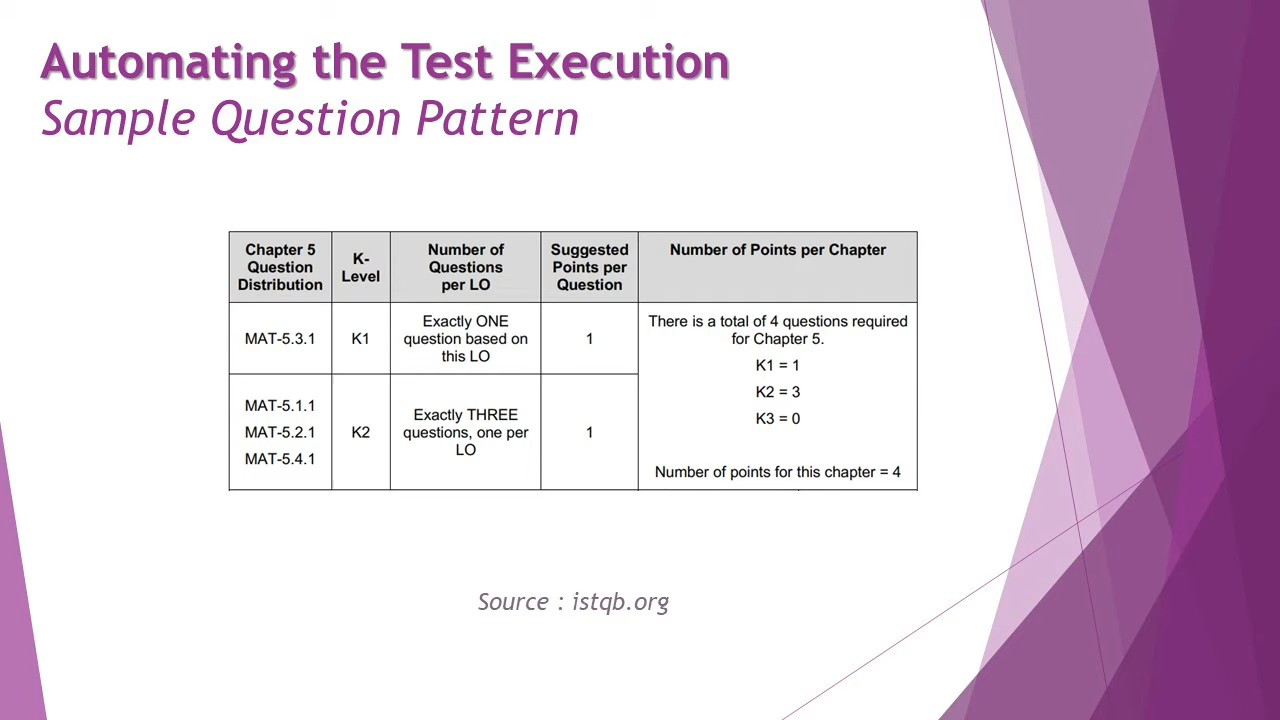 Automating the Test Execution
Sample Question Pattern
Chapter 5
Question
Distribution
K-
Level
Number of
Questions
per LO
Suggested
Points per
Question
Number of Points per Chapter
MAT-5.3.1
K1
Exactly ONE
question based on
this LO
1
There is a total of 4 questions required
for Chapter 5.
K1 = 1
K2 = 3
K3 = 0
Number of points for this chapter = 4
MAT-5.1.1
MAT-5.2.1
MAT-5.4.1
K2
Exactly THREE
questions, one per
LO
1
Source : istqb.org